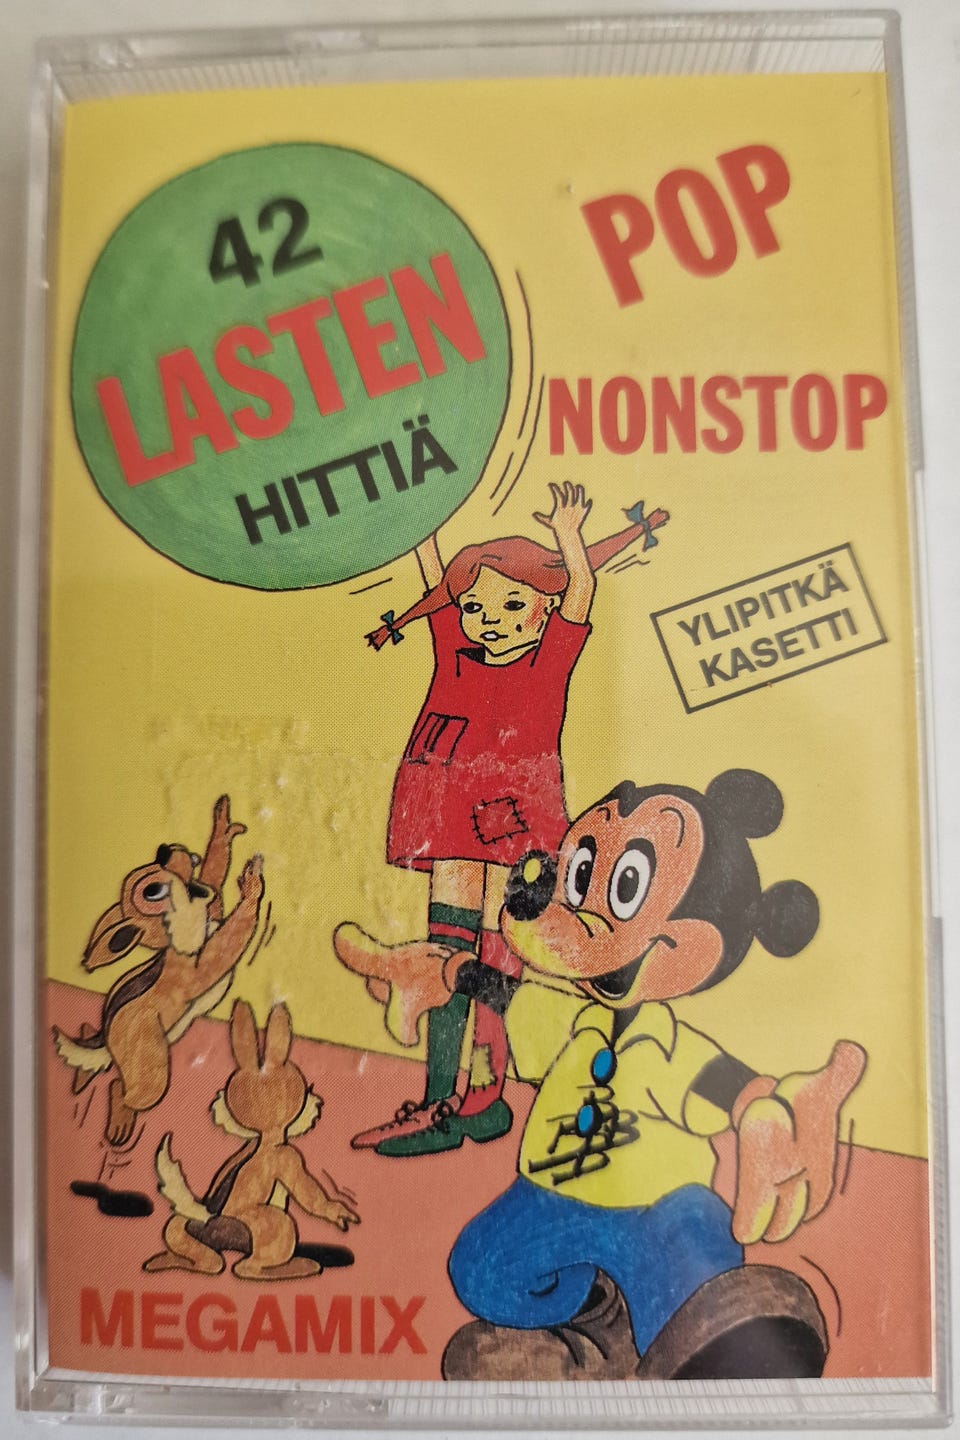 42
LASTEN
HITTIÄ
POP
NONSTOP
YLIPITKÄ
KASETTI
MEGAMIX